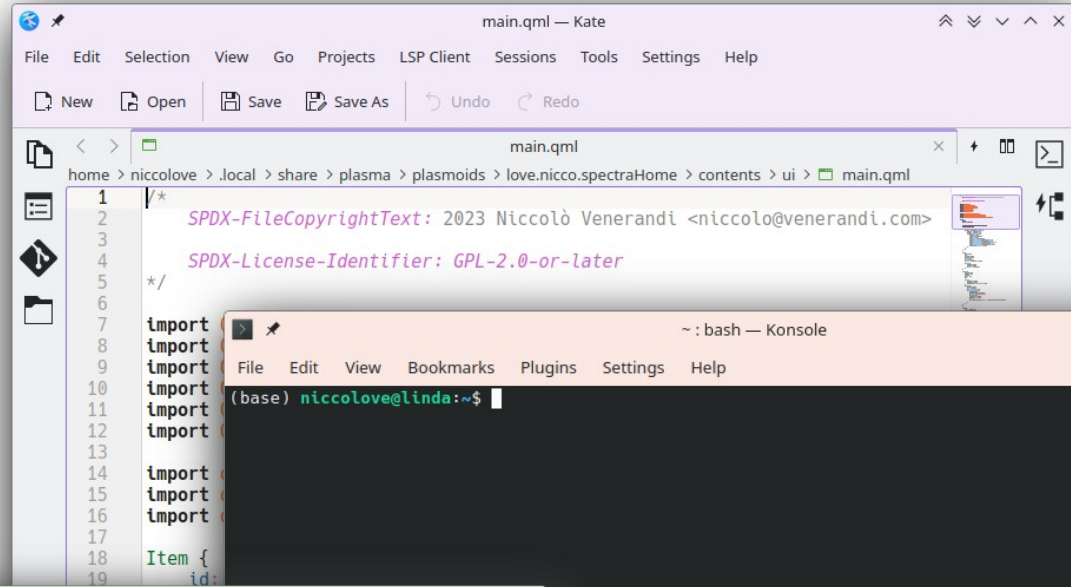 main.qml — Kate
File Edit Selection View Go Projects LSP Client Sessions Tools Settings Help
New Open Save Save As Undo Redo
main.qml
home > niccolove > .local > share > plasma > plasmoids > love.nicco.spectraHome > contents > ui > main.qml
1 /*
2 SPDX-FileCopyrightText: 2023 Niccolò Venerandi <niccolo@venerandi.com>
3
4 SPDX-License-Identifier: GPL-2.0-or-later
5 */
6
7 import
8 import
9 import
10 import
11 import
12 import
13
14 import
15 import
16 import
17
18 Item {
19 id:
~ : bash — Konsole
File Edit View Bookmarks Plugins Settings Help
(base) niccolove@linda:~$